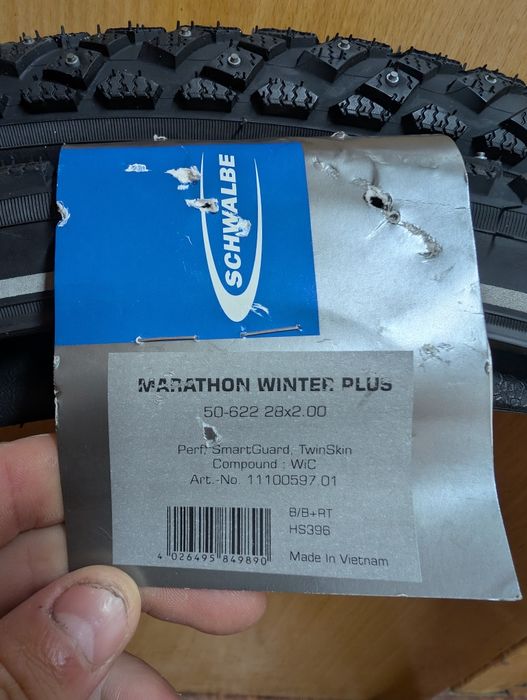 SCHWALBE
MARATHON WINTER PLUS
50-622 28x2.00
Perf, SmartGuard, TwinSkin
Compound : WiC
Art.-No. 11100597.01
B/B+RT
HS396
4 026495 849890
Made In Vietnam